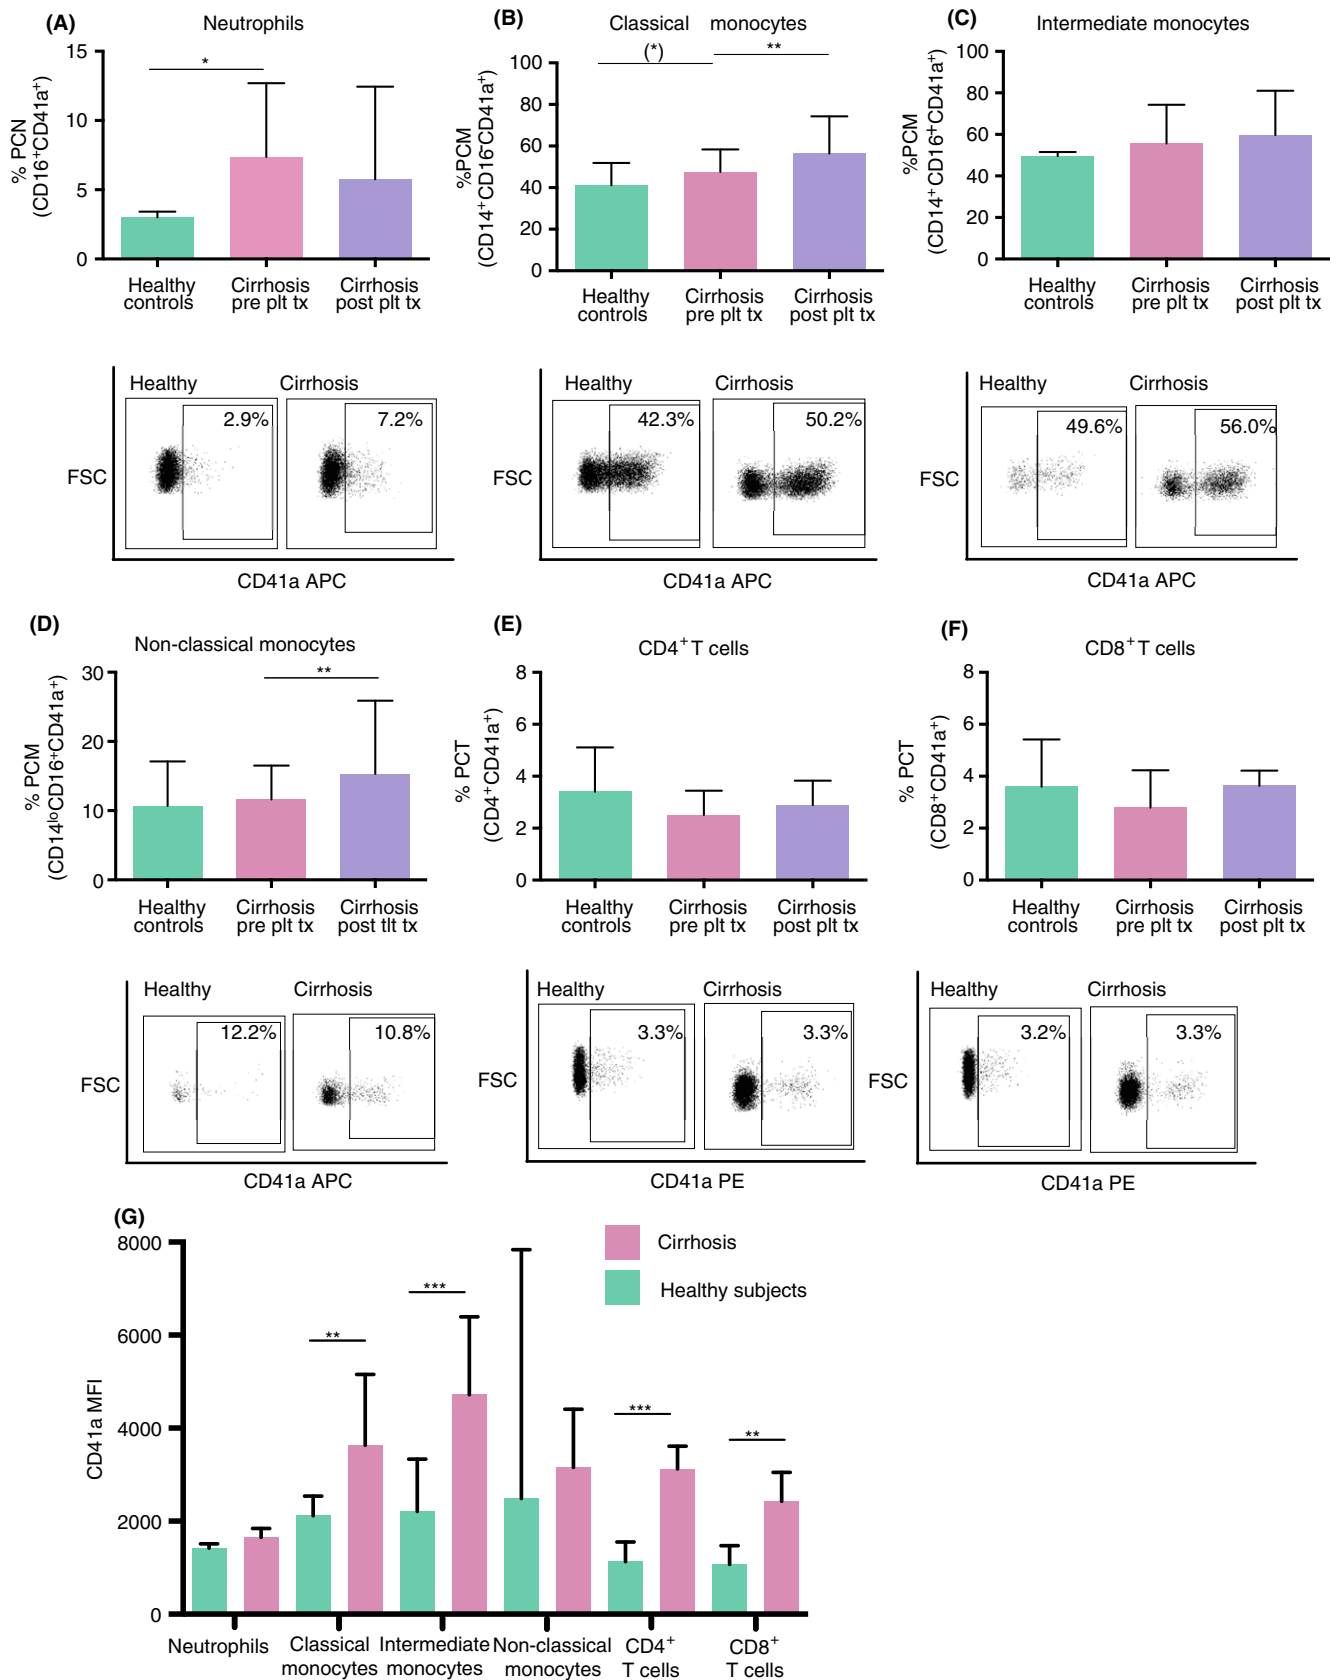 (A)
Neutrophils
*
15
10
5
0
% PCN
(CD16+CD41a+)
Healthy
controls
Cirrhosis
pre plt tx
Cirrhosis
post plt tx
(B)
Classical monocytes
(*)
**
100
80
60
40
20
0
%PCM
(CD14+CD16-CD41a+)
Healthy
controls
Cirrhosis
pre plt tx
Cirrhosis
post plt tx
(C)
Intermediate monocytes
100
80
60
40
20
0
%PCM
(CD14+ CD16+CD41a+)
Healthy
controls
Cirrhosis
pre plt tx
Cirrhosis
post plt tx
Healthy
Cirrhosis
2.9%
7.2%
FSC
CD41a APC
Healthy
Cirrhosis
42.3%
50.2%
FSC
CD41a APC
Healthy
Cirrhosis
49.6%
56.0%
FSC
CD41a APC
(D)
Non-classical monocytes
**
30
20
10
0
% PCM
(CD14loCD16+CD41a+)
Healthy
controls
Cirrhosis
pre plt tx
Cirrhosis
post tlt tx
(E)
CD4+ T cells
8
6
4
2
0
% PCT
(CD4+CD41a+)
Healthy
controls
Cirrhosis
pre plt tx
Cirrhosis
post plt tx
(F)
CD8+ T cells
8
6
4
2
0
% PCT
(CD8+CD41a+)
Healthy
controls
Cirrhosis
pre plt tx
Cirrhosis
post plt tx
Healthy
Cirrhosis
12.2%
10.8%
FSC
CD41a APC
Healthy
Cirrhosis
3.3%
3.3%
FSC
CD41a PE
Healthy
Cirrhosis
3.2%
3.3%
FSC
CD41a PE
(G)
Cirrhosis
Healthy subjects
8000
6000
4000
2000
0
CD41a MFI
**
***
***
**
Neutrophils
Classical
monocytes
Intermediate
monocytes
Non-classical
monocytes
CD4+
T cells
CD8+
T cells